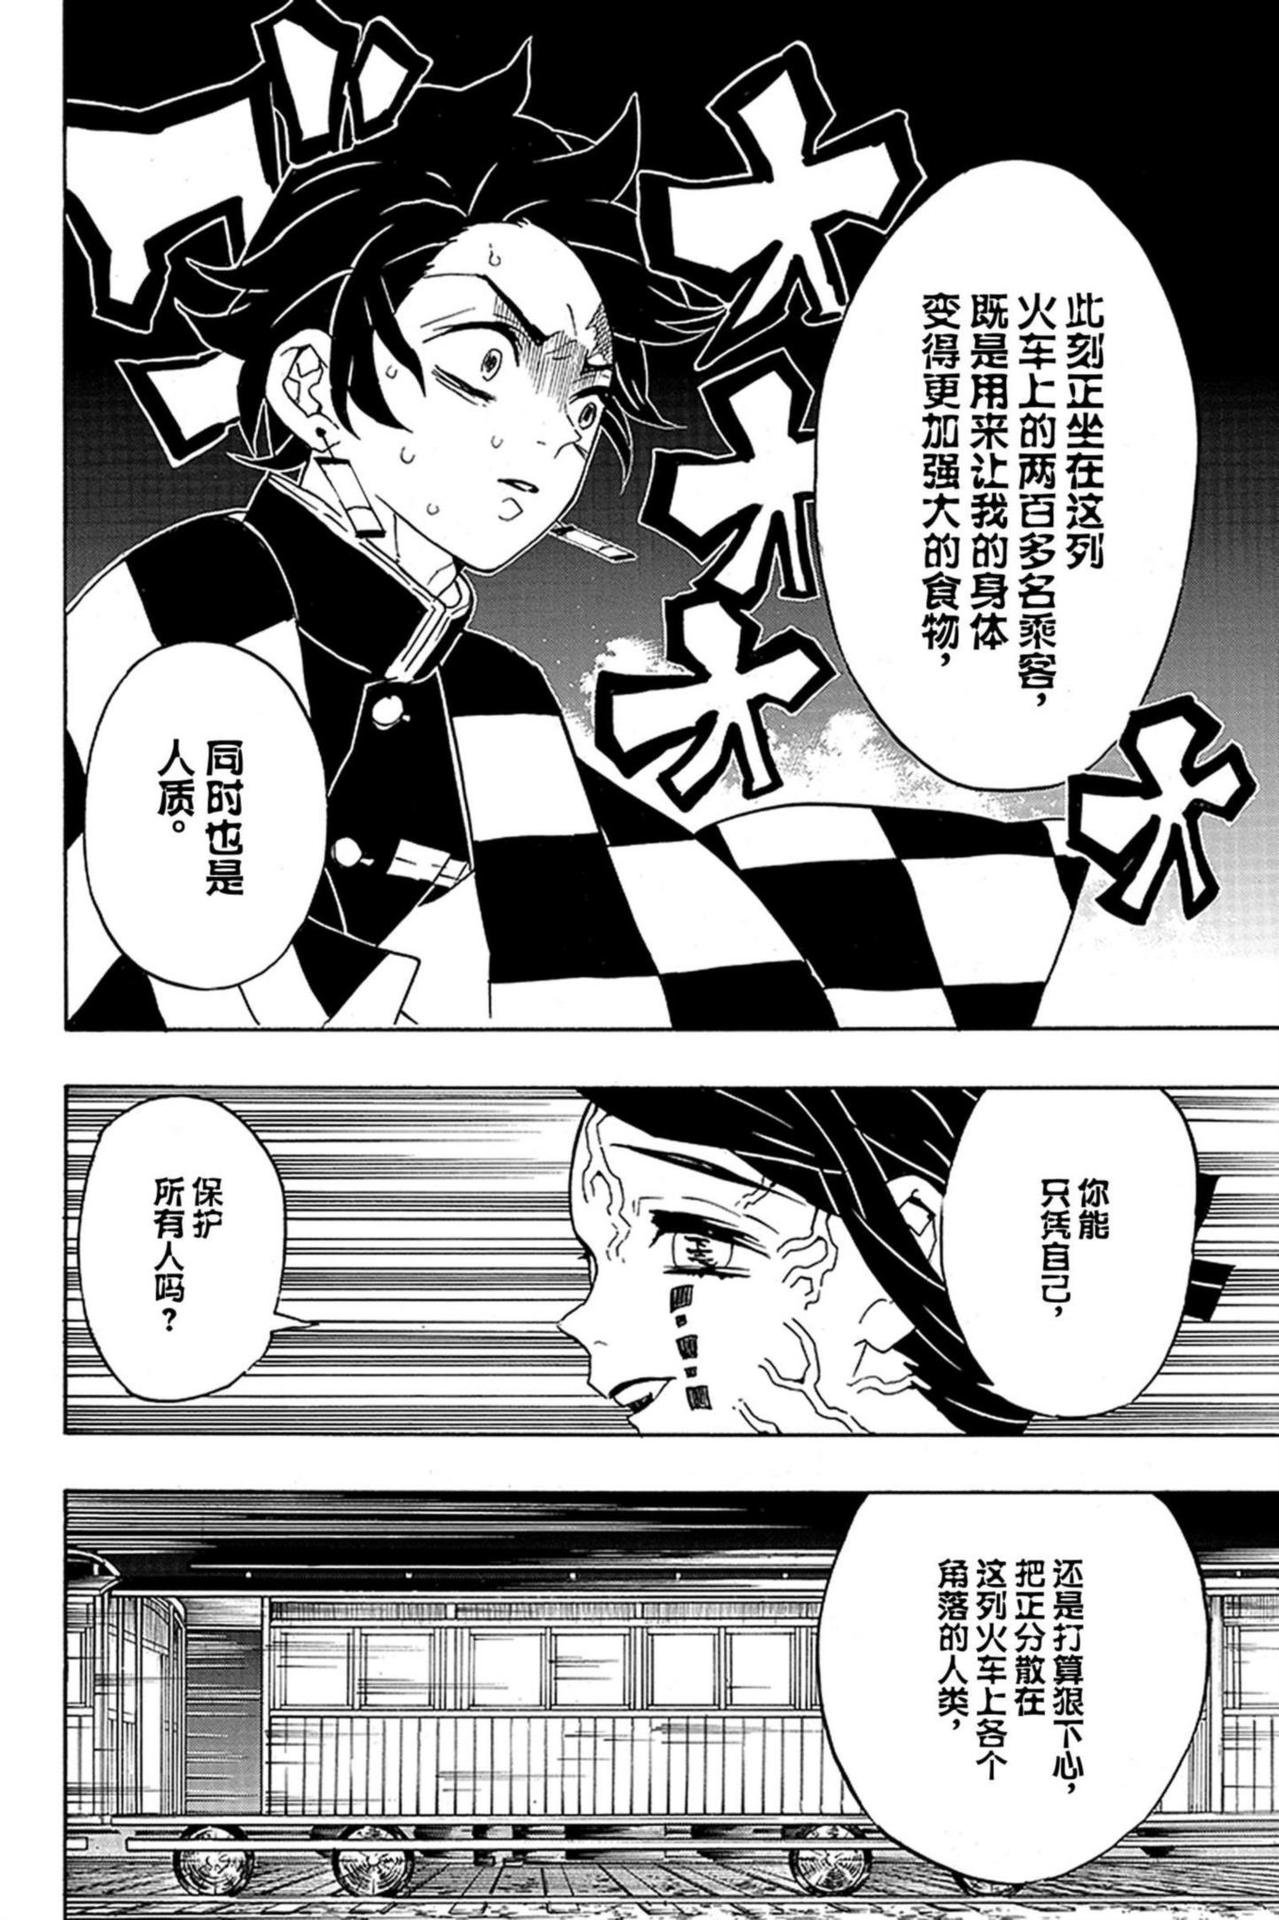 此刻正坐在这列
火车上的两百多名乘客，
既是用来让我的身体
变得更加强大的食物，
同时也是
人质。
你能
只凭自己，
保护
所有人吗？
还是打算狠下心，
把正分散在
这列火车上各个
角落的人类，